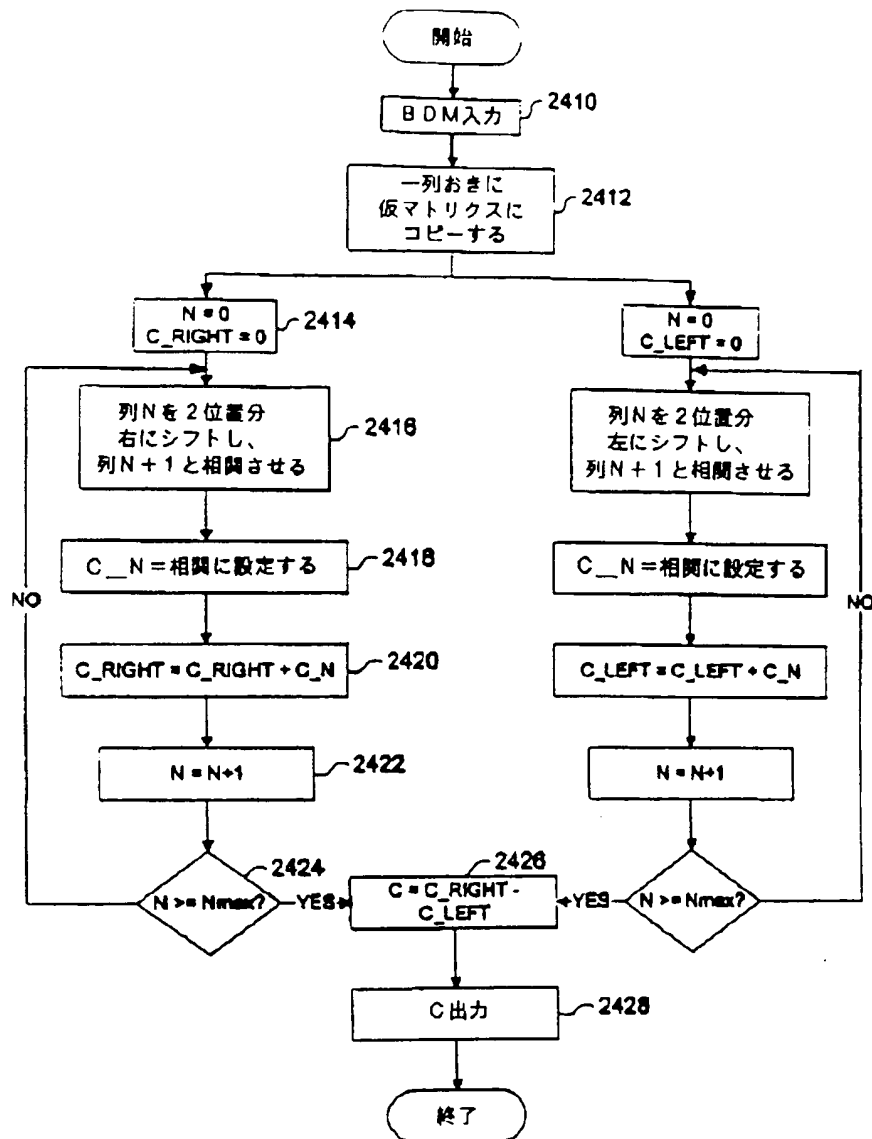 開始
BDM入力
2410
一列おきに
仮マトリクスに
コピーする
2412
N = 0
C_RIGHT = 0
2414
列Nを2位置分
右にシフトし、
列N+1と相関させる
2416
C__N=相関に設定する
2418
C_RIGHT = C_RIGHT + C_N
2420
N = N+1
2422
NO
2424
N >= Nmax?
YES
N = 0
C_LEFT = 0
列Nを2位置分
左にシフトし、
列N+1と相関させる
C__N=相関に設定する
C_LEFT = C_LEFT + C_N
N = N+1
NO
N >= Nmax?
YES
2426
C = C_RIGHT -
C_LEFT
C出力
2428
終了